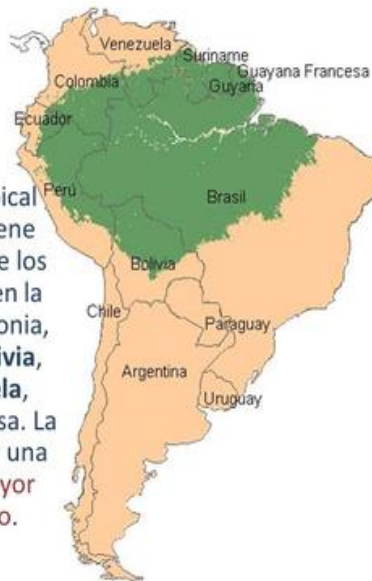 Venezuela
Suriname
Guayana Francesa
Guyana
Colombia
Ecuador
Perú
Brasil
Bolivia
Chile
Paraguay
Argentina
Uruguay
ical
ene
e los
en la
onia,
ivia,
ela,
sa. La
una
yor
o.